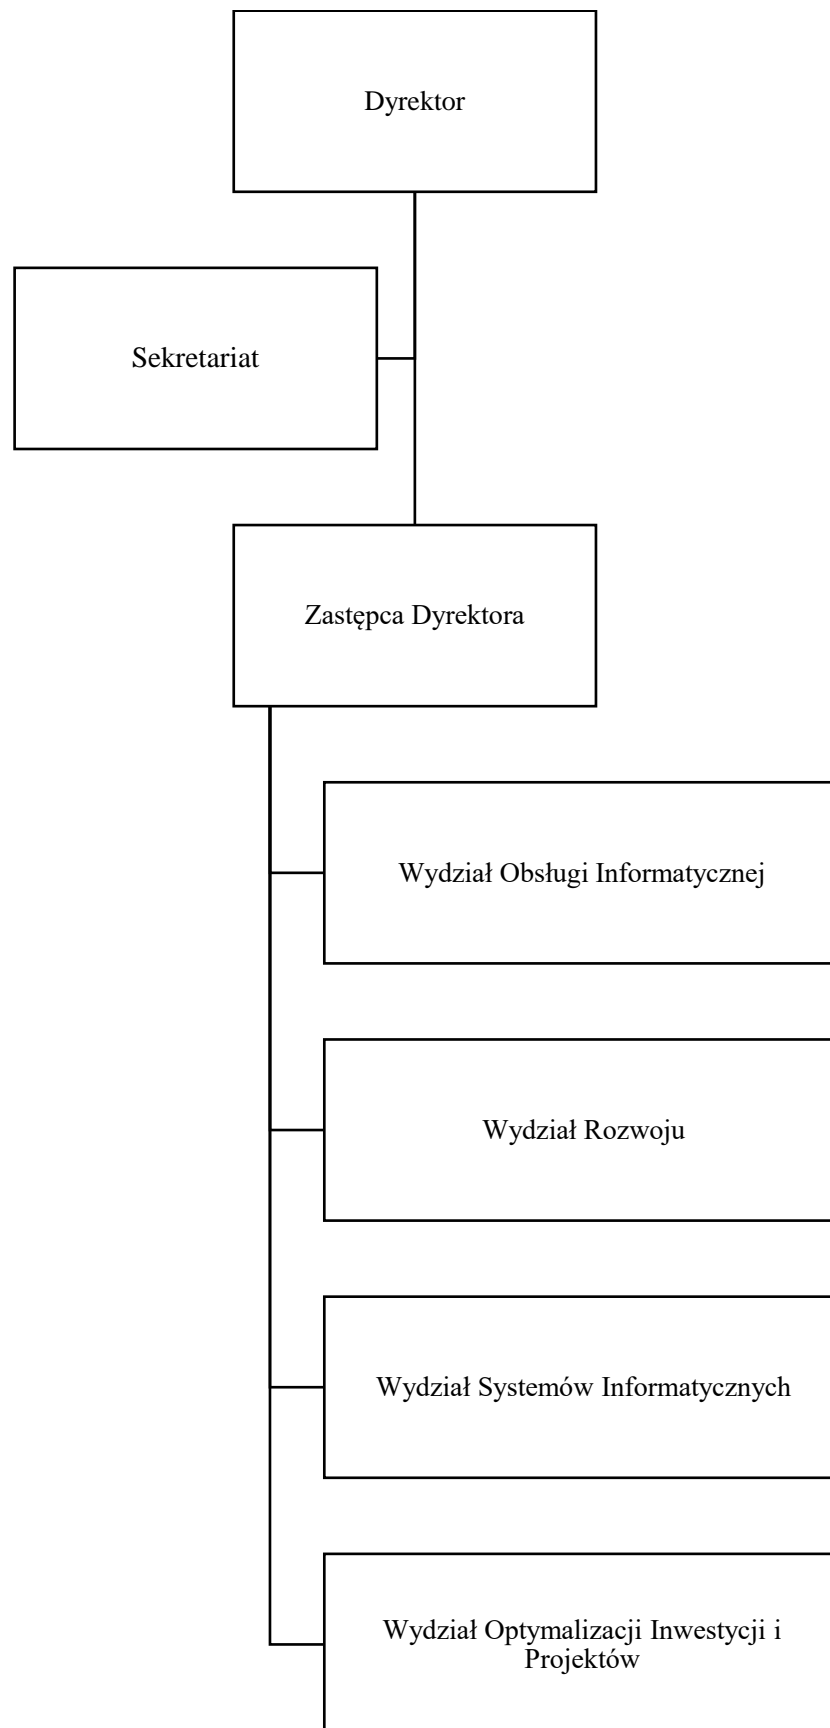 Dyrektor
Sekretariat
Zastępca Dyrektora
Wydział Obsługi Informatycznej
Wydział Rozwoju
Wydział Systemów Informatycznych
Wydział Optymalizacji Inwestycji i
Projektów